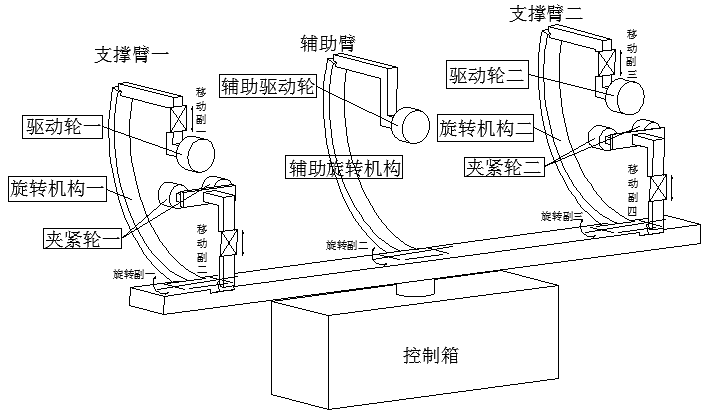 支撑臂一
辅助臂
支撑臂二
移动副一
移动副三
驱动轮一
辅助驱动轮
驱动轮二
旋转机构一
辅助旋转机构
旋转机构二
夹紧轮一
夹紧轮二
移动副二
移动副四
旋转副一
旋转副二
旋转副三
控制箱